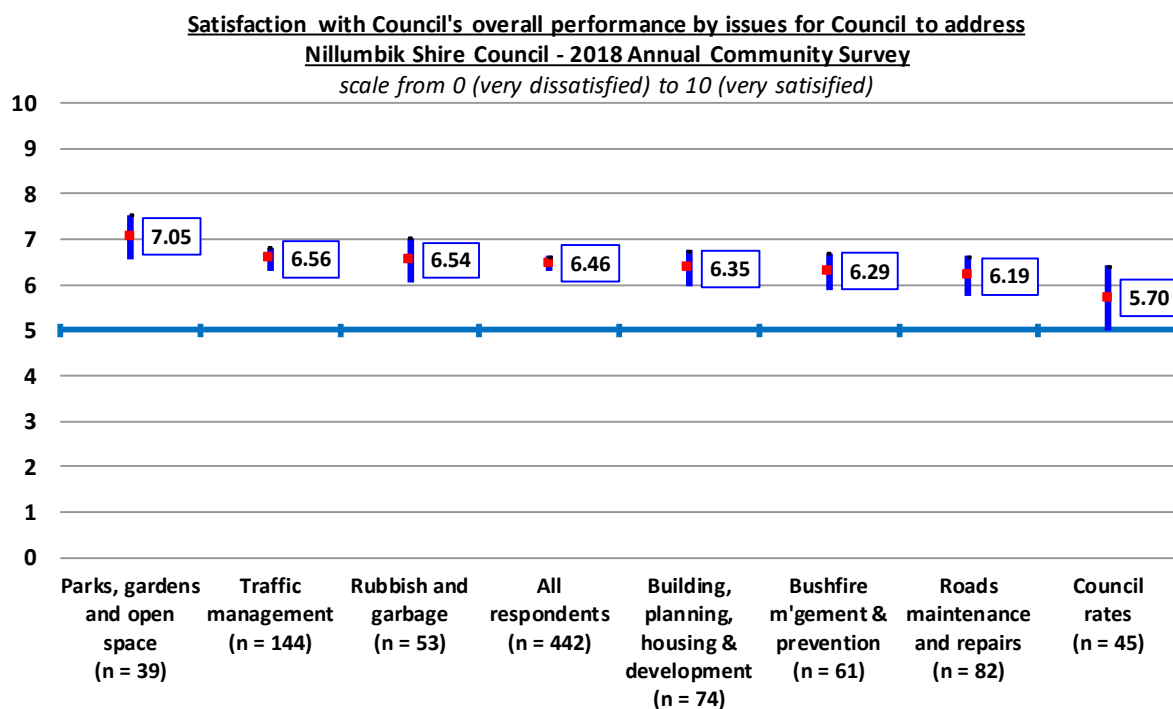 Satisfaction with Council's overall performance by issues for Council to address
Nillumbik Shire Council - 2018 Annual Community Survey
scale from 0 (very dissatisfied) to 10 (very satisified)
10
9
8
7
6
5
4
3
2
1
0
7.05
6.56
6.54
6.46
6.35
6.29
6.19
5.70
Parks, gardens
and open
space
(n = 39)
Traffic
management
(n = 144)
Rubbish and
garbage
(n = 53)
All
respondents
(n = 442)
Building,
planning,
housing &
development
(n = 74)
Bushfire
m'gement &
prevention
(n = 61)
Roads
maintenance
and repairs
(n = 82)
Council
rates
(n = 45)